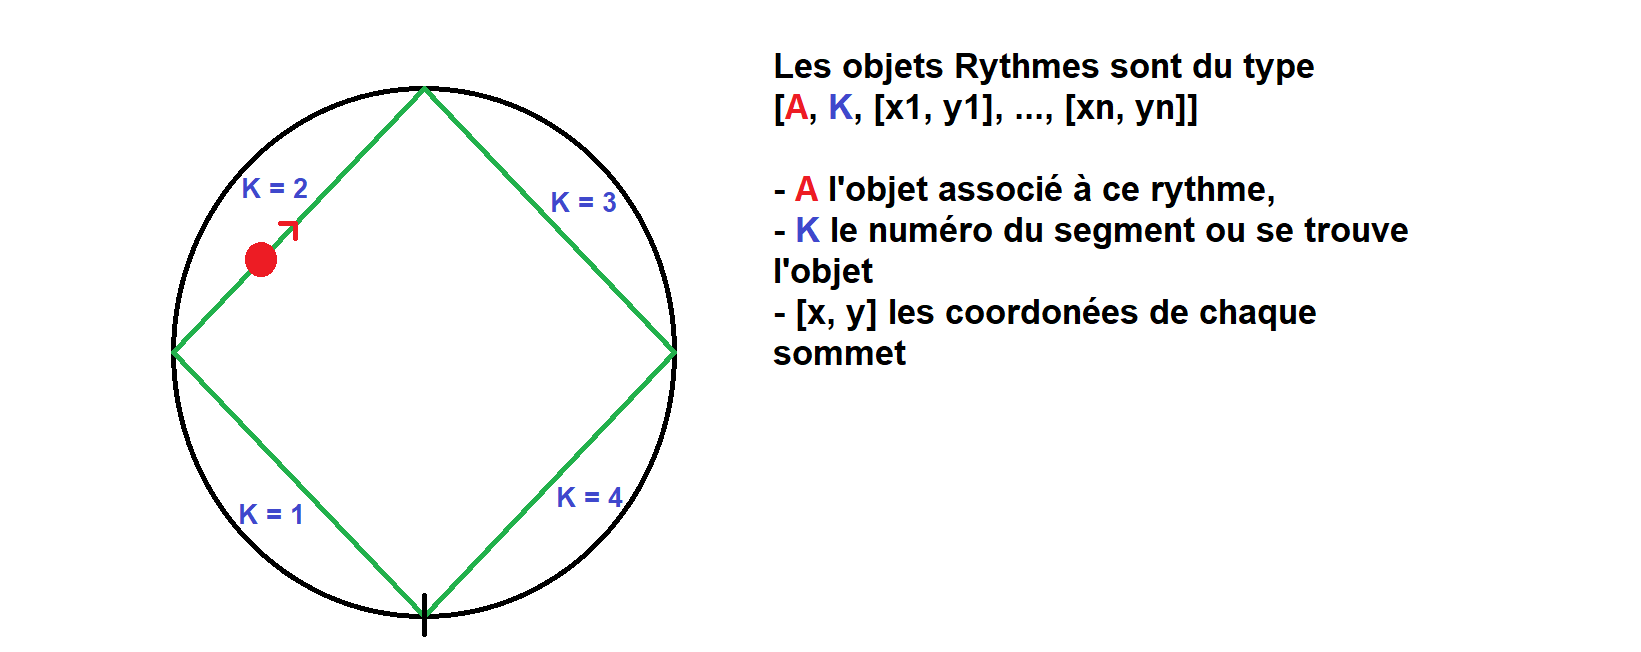 Les objets Rythmes sont du type
[A, K, [x1, y1], ..., [xn, yn]]
- A l'objet associé à ce rythme,
- K le numéro du segment ou se trouve
l'objet
- [x, y] les coordonées de chaque
sommet
K = 2
K = 3
K = 1
K = 4